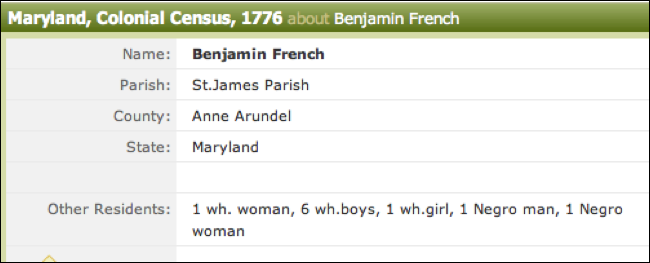 Maryland, Colonial Census, 1776 about Benjamin French
Name: Benjamin French
Parish: St.James Parish
County: Anne Arundel
State: Maryland
Other Residents: 1 wh. woman, 6 wh.boys, 1 wh.girl, 1 Negro man, 1 Negro
woman